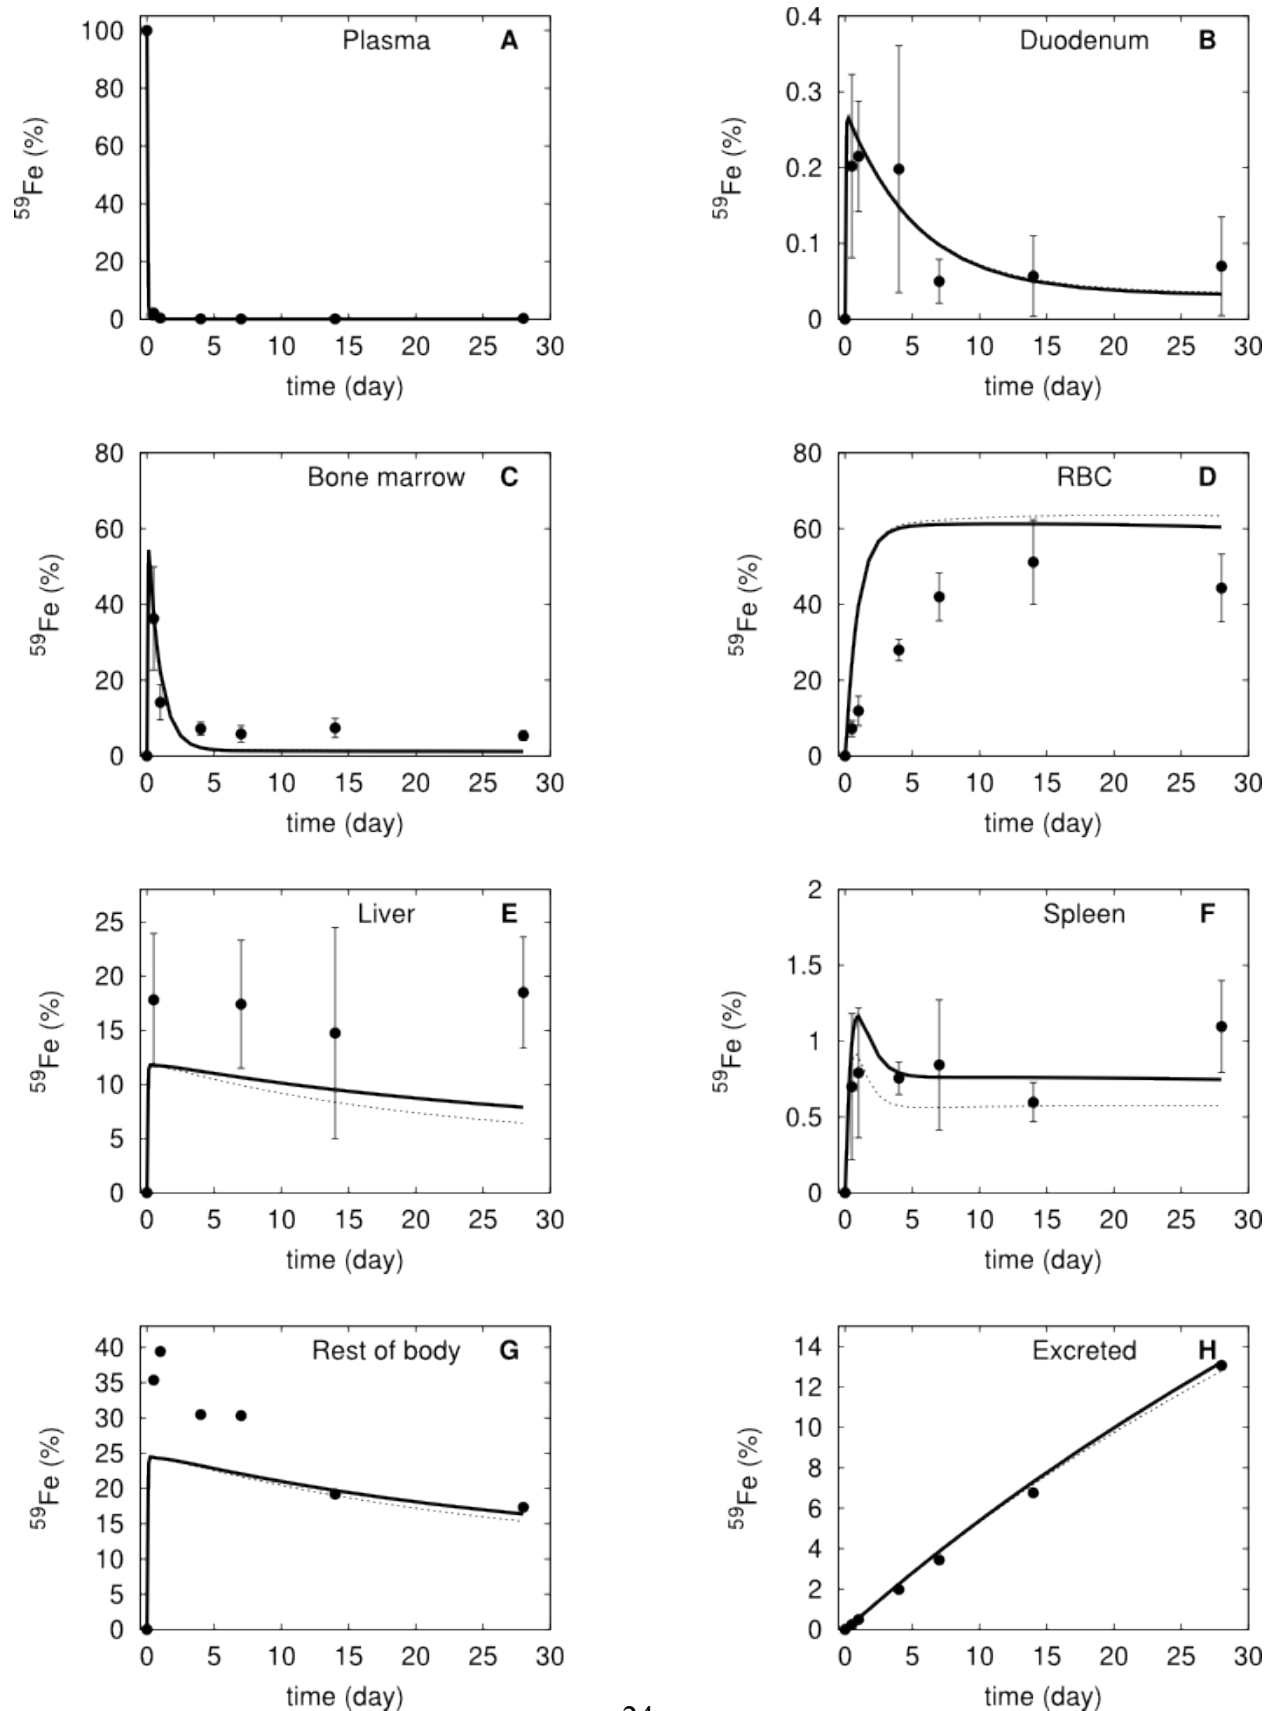 Plasma A
100
80
60
40
20
0
⁵⁹Fe (%)
0 5 10 15 20 25 30
time (day)
Duodenum B
0.4
0.3
0.2
0.1
0
⁵⁹Fe (%)
0 5 10 15 20 25 30
time (day)
Bone marrow C
80
60
40
20
0
⁵⁹Fe (%)
0 5 10 15 20 25 30
time (day)
RBC D
80
60
40
20
0
⁵⁹Fe (%)
0 5 10 15 20 25 30
time (day)
Liver E
25
20
15
10
5
0
⁵⁹Fe (%)
0 5 10 15 20 25 30
time (day)
Spleen F
2
1.5
1
0.5
0
⁵⁹Fe (%)
0 5 10 15 20 25 30
time (day)
Rest of body G
40
35
30
25
20
15
10
5
0
⁵⁹Fe (%)
0 5 10 15 20 25 30
time (day)
Excreted H
14
12
10
8
6
4
2
0
⁵⁹Fe (%)
0 5 10 15 20 25 30
time (day)